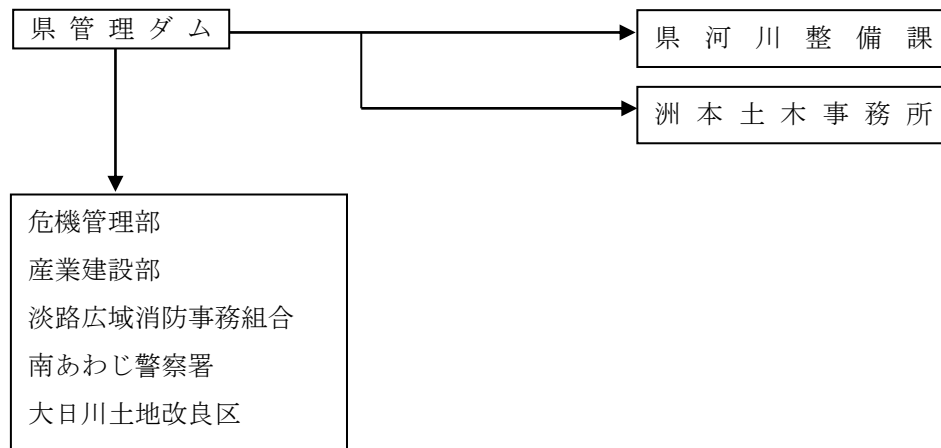 県管理ダム
県河川整備課
洲本土木事務所
危機管理部
産業建設部
淡路広域消防事務組合
南あわじ警察署
大日川土地改良区